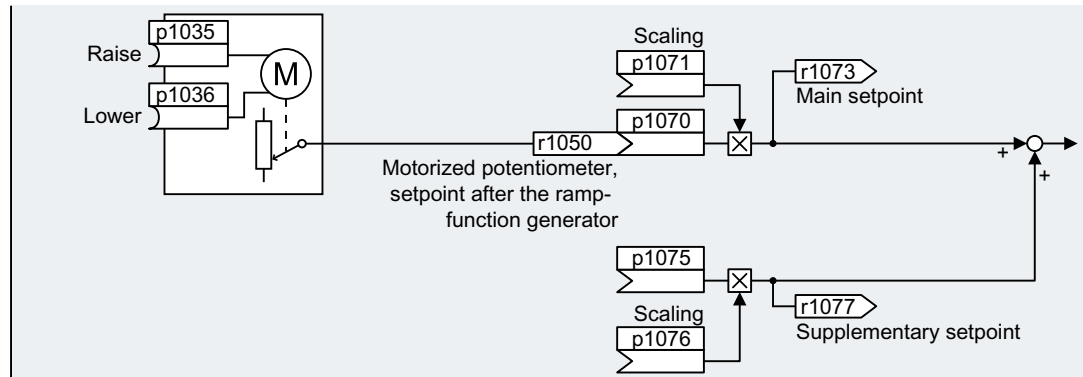 p1035
Raise
p1036
Lower
M
Scaling
p1071
r1073
Main setpoint
p1070
r1050
Motorized potentiometer,
setpoint after the ramp-
function generator
+
+
p1075
r1077
Supplementary setpoint
Scaling
p1076